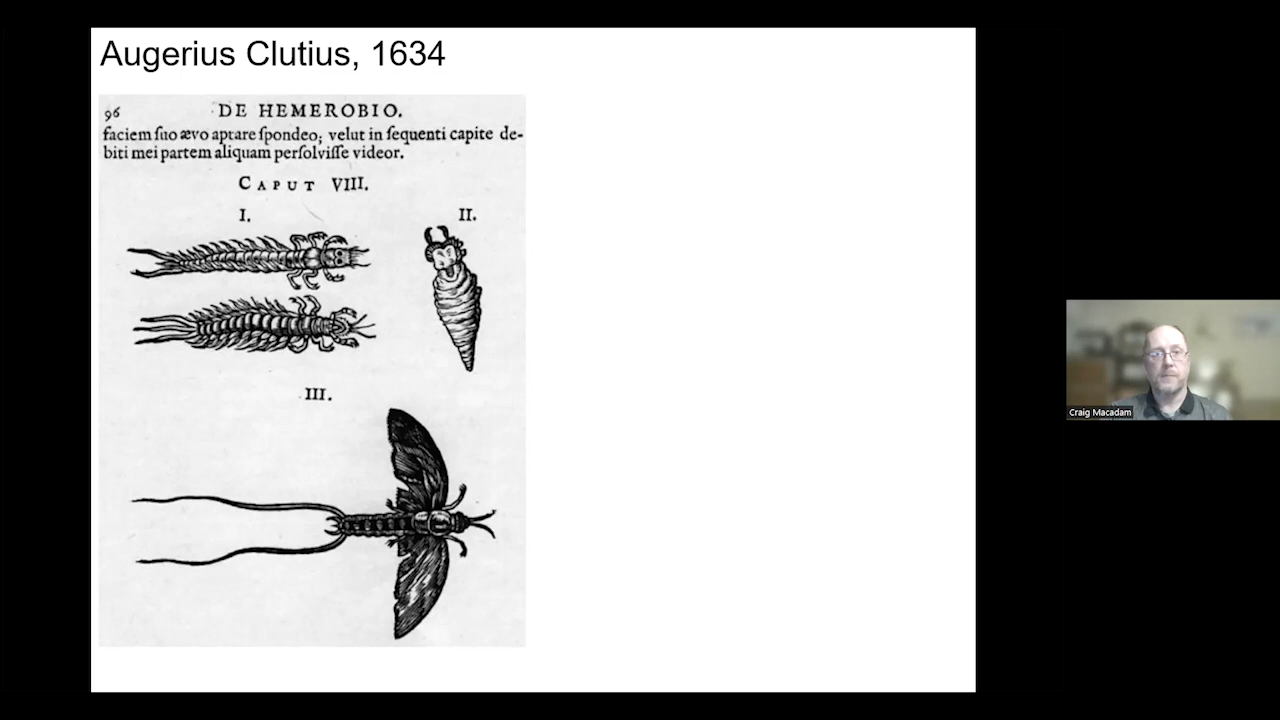 Augerius Clutius, 1634
96 DE HEMEROBIO.
faciem ſuo ævo aptare ſpondeo; velut in ſequenti capite de-
biti mei partem aliquam perſolviſſe videor.
CAPUT VIII.
I. II.
III.
Craig Macadam